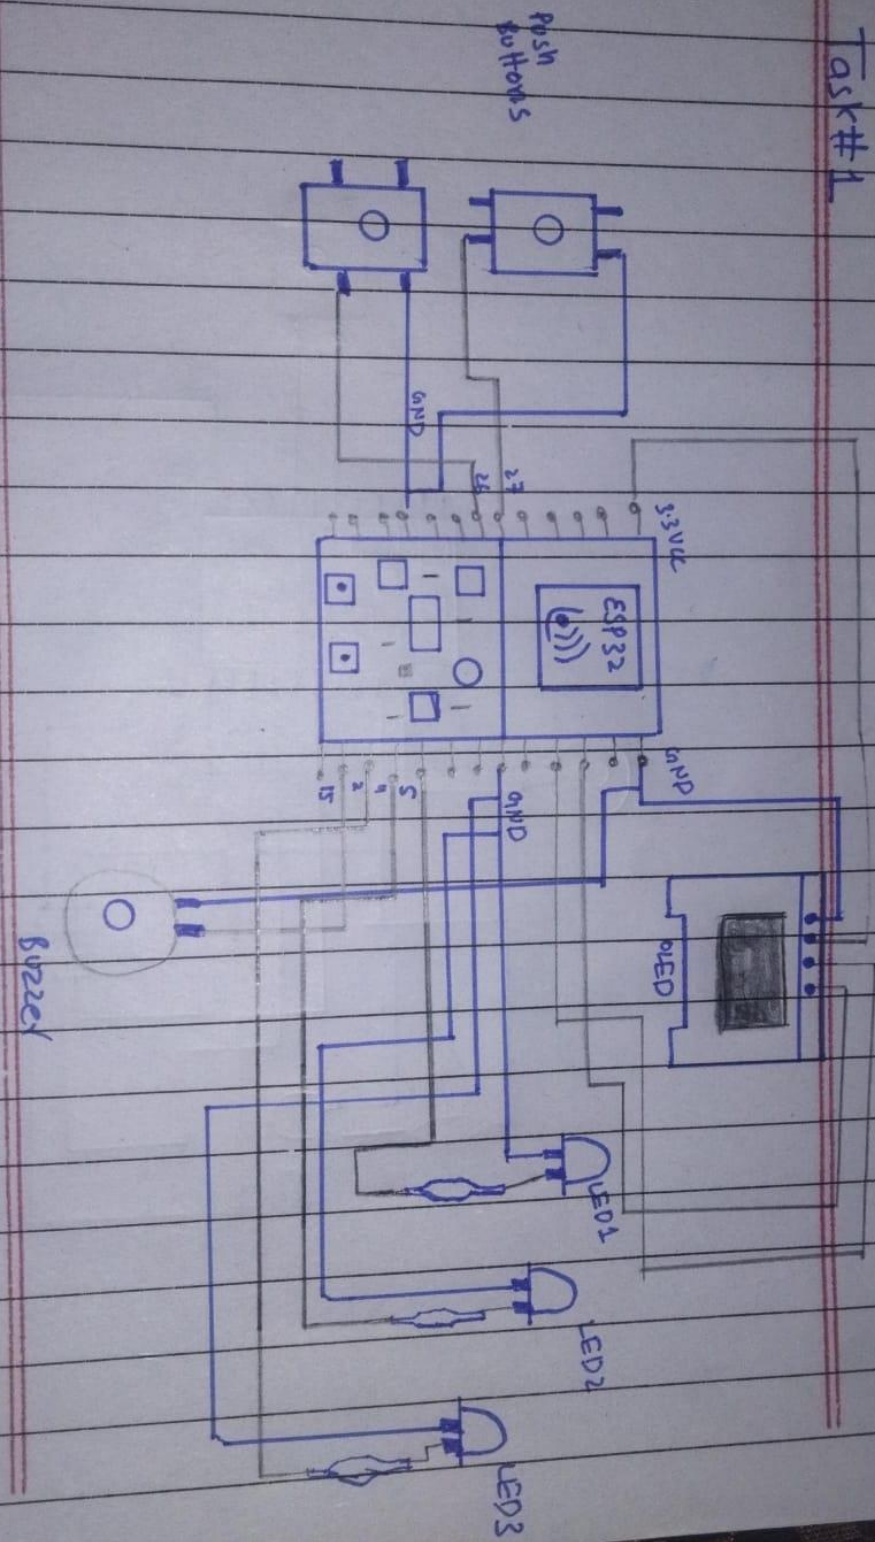 Task#1
Push
Buttons
GND
26
27
3.3VCC
ESP32
GND
GND
15
2
4
5
OLED
Buzzer
LED1
LED2
LED3